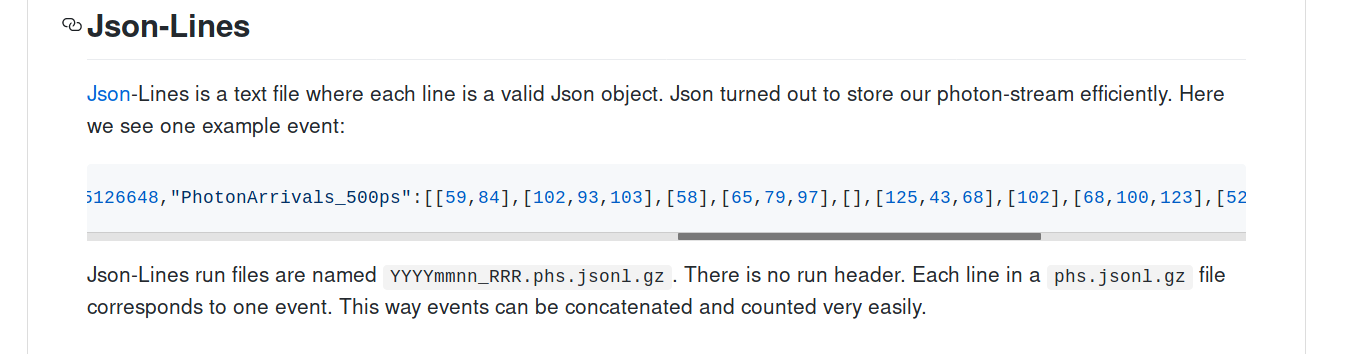 Json-Lines
Json-Lines is a text file where each line is a valid Json object. Json turned out to store our photon-stream efficiently. Here
we see one example event:
5126648,"PhotonArrivals_500ps":[[59,84],[102,93,103],[58],[65,79,97],[],[125,43,68],[102],[68,100,123],[52
Json-Lines run files are named YYYYmmnn_RRR.phs.jsonl.gz. There is no run header. Each line in a phs.jsonl.gz file
corresponds to one event. This way events can be concatenated and counted very easily.